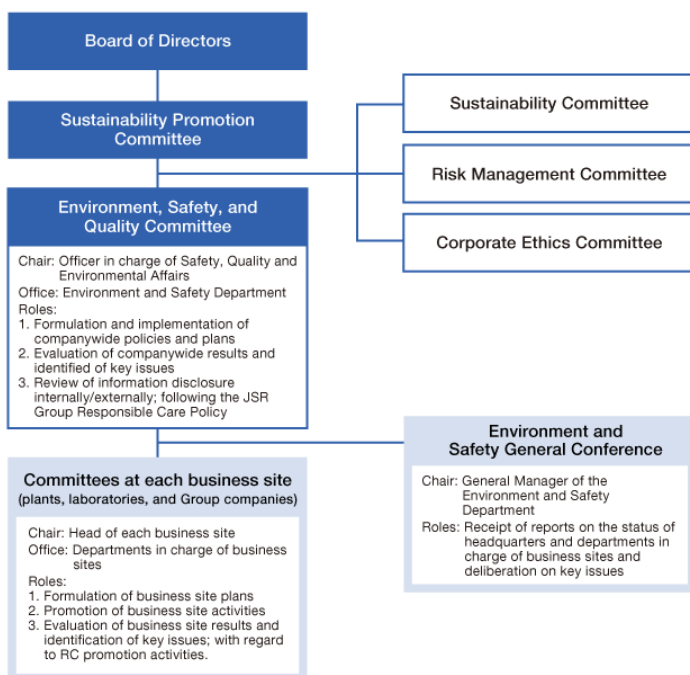 Board of Directors
Sustainability Promotion
Committee
Sustainability Committee
Risk Management Committee
Corporate Ethics Committee
Environment, Safety, and
Quality Committee
Chair: Officer in charge of Safety, Quality and
Environmental Affairs
Office: Environment and Safety Department
Roles:
1. Formulation and implementation of
companywide policies and plans
2. Evaluation of companywide results and
identified of key issues
3. Review of information disclosure
internally/externally; following the JSR
Group Responsible Care Policy
Environment and
Safety General Conference
Chair: General Manager of the
Environment and Safety
Department
Roles: Receipt of reports on the status of
headquarters and departments in
charge of business sites and
deliberation on key issues
Committees at each business site
(plants, laboratories, and Group companies)
Chair: Head of each business site
Office: Departments in charge of business
sites
Roles:
1. Formulation of business site plans
2. Promotion of business site activities
3. Evaluation of business site results and
identification of key issues; with regard
to RC promotion activities.